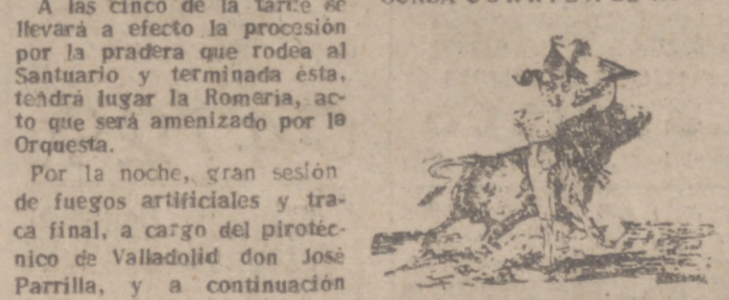 A las cinco de la tarde se
llevará a efecto la procesión
por la pradera que rodea al
Santuario y terminada ésta,
tendrá lugar la Romería, ac-
to que será amenizado por la
Orquesta.
Por la noche, gran sesión
de fuegos artificiales y tra-
ca final, a cargo del pirotéc-
nico de Valladolid don José
Parrilla, y a continuación